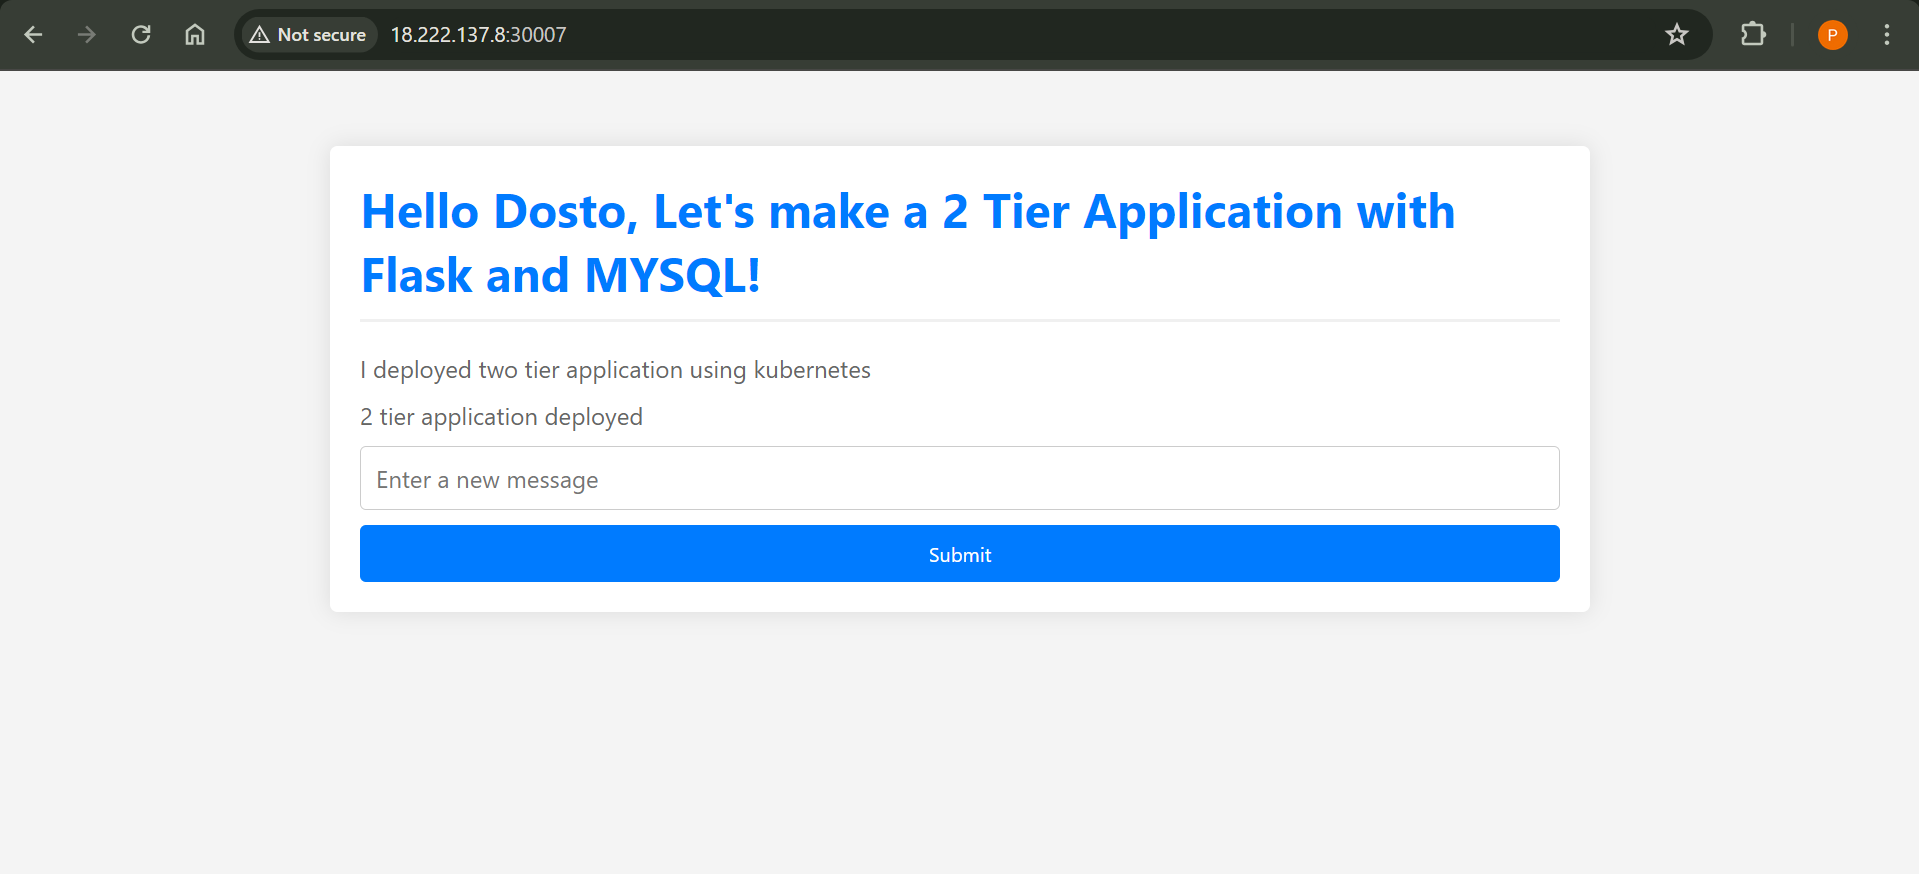 Not secure 18.222.137.8:30007
P
Hello Dosto, Let's make a 2 Tier Application with
Flask and MYSQL!
I deployed two tier application using kubernetes
2 tier application deployed
Enter a new message
Submit